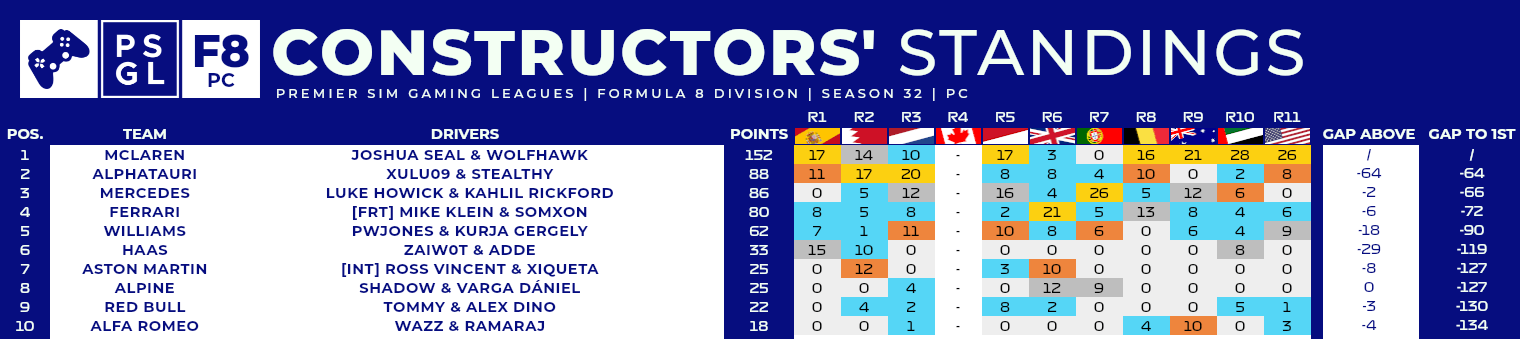 PS
GL
F8
PC
CONSTRUCTORS' STANDINGS
PREMIER SIM GAMING LEAGUES | FORMULA 8 DIVISION | SEASON 32 | PC
R1 R2 R3 R4 R5 R6 R7 R8 R9 R10 R11
POS. TEAM DRIVERS POINTS GAP ABOVE GAP TO 1ST
1 MCLAREN JOSHUA SEAL & WOLFHAWK 152 17 14 10 - 17 3 0 16 21 28 26 / /
2 ALPHATAURI XULU09 & STEALTHY 88 11 17 20 - 8 8 4 10 0 2 8 -64 -64
3 MERCEDES LUKE HOWICK & KAHLIL RICKFORD 86 0 5 12 - 16 4 26 5 12 6 0 -2 -66
4 FERRARI [FRT] MIKE KLEIN & SOMXON 80 8 5 8 - 2 21 5 13 8 4 6 -6 -72
5 WILLIAMS PWJONES & KURJA GERGELY 62 7 1 11 - 10 8 6 0 6 4 9 -18 -90
6 HAAS ZAIW0T & ADDE 33 15 10 0 - 0 0 0 0 0 8 0 -29 -119
7 ASTON MARTIN [INT] ROSS VINCENT & XIQUETA 25 0 12 0 - 3 10 0 0 0 0 0 -8 -127
8 ALPINE SHADOW & VARGA DÁNIEL 25 0 0 4 - 0 12 9 0 0 0 0 0 -127
9 RED BULL TOMMY & ALEX DINO 22 0 4 2 - 8 2 0 0 0 5 1 -3 -130
10 ALFA ROMEO WAZZ & RAMARAJ 18 0 0 1 - 0 0 0 4 10 0 3 -4 -134